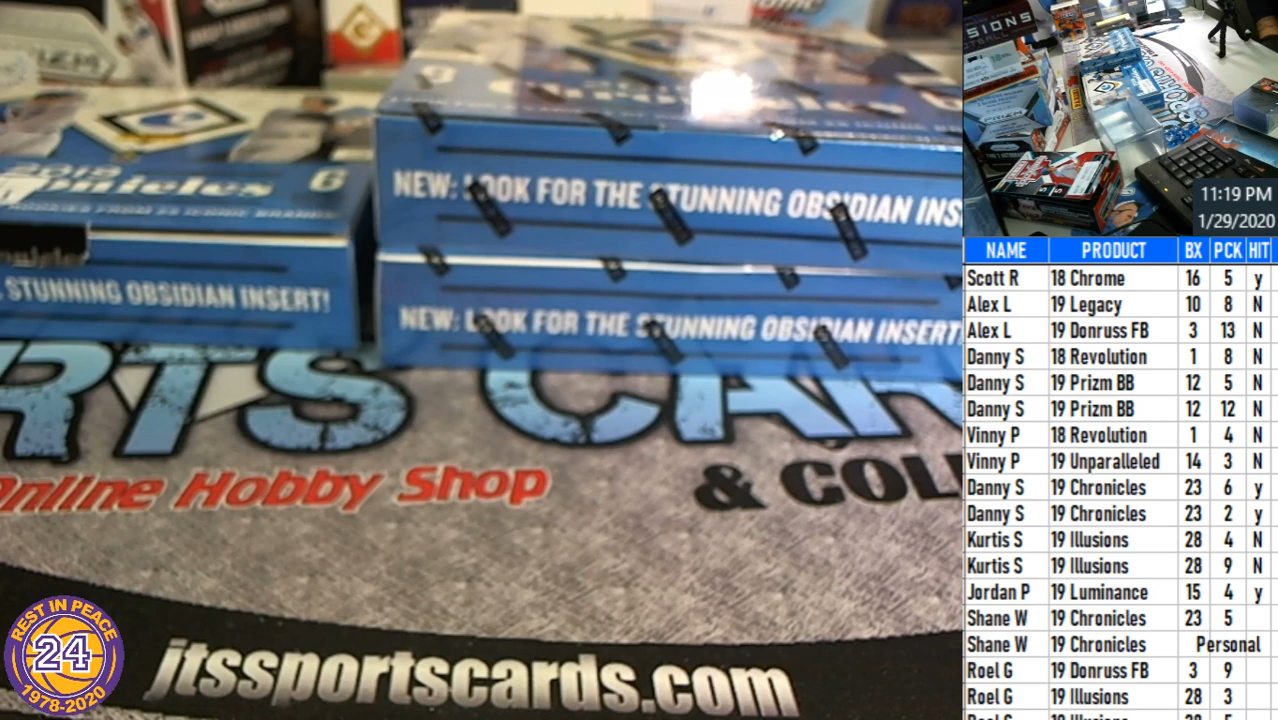 2019
6
STUNNING OBSIDIAN INSERT!
NEW: LOOK FOR THE STUNNING OBSIDIAN INS
NEW: LOOK FOR THE STUNNING OBSIDIAN INSERT
RTS CAR
Online Hobby Shop
& COL
jtssportscards.com
REST IN PEACE
24
1978-2020
SIONS
11:19 PM
1/29/2020
NAME PRODUCT BX PCK HIT
Scott R 18 Chrome 16 5 y
Alex L 19 Legacy 10 8 N
Alex L 19 Donruss FB 3 13 N
Danny S 18 Revolution 1 8 N
Danny S 19 Prizm BB 12 5 N
Danny S 19 Prizm BB 12 12 N
Vinny P 18 Revolution 1 4 N
Vinny P 19 Unparalleled 14 3 N
Danny S 19 Chronicles 23 6 y
Danny S 19 Chronicles 23 2 y
Kurtis S 19 Illusions 28 4 N
Kurtis S 19 Illusions 28 9 N
Jordan P 19 Luminance 15 4 y
Shane W 19 Chronicles 23 5
Shane W 19 Chronicles Personal
Roel G 19 Donruss FB 3 9
Roel G 19 Illusions 28 3